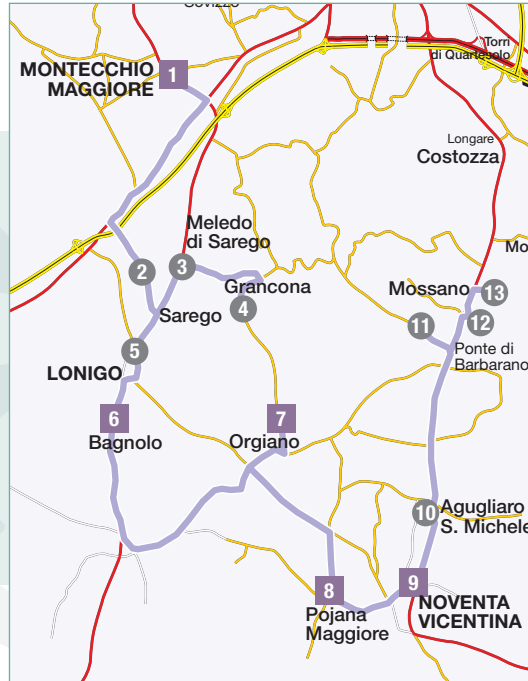 Sovizzo
Torri
di Quartesolo
MONTECCHIO
MAGGIORE
1
Longare
Costozza
Meledo
di Sarego
2
3
Grancona
4
Mossano
13
Mo
11
12
Sarego
5
Ponte di
Barbarano
LONIGO
6
Bagnolo
7
Orgiano
10
Agugliaro
S. Michele
8
Pojana
Maggiore
9
NOVENTA
VICENTINA